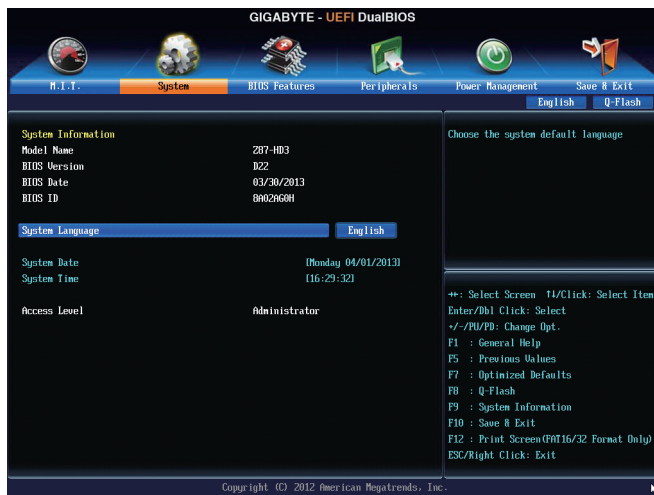 GIGABYTE - UEFI DualBIOS
M.I.T. System BIOS Features Peripherals Power Management Save & Exit
English Q-Flash
System Information
Model Name Z87-HD3
BIOS Version D22
BIOS Date 03/30/2013
BIOS ID 8A02AG0H
System Language English
System Date [Monday 04/01/2013]
System Time [16:29:32]
Access Level Administrator
Choose the system default language
→←: Select Screen ↑↓/Click: Select Item
Enter/Dbl Click: Select
+/-/PU/PD: Change Opt.
F1 : General Help
F5 : Previous Values
F7 : Optimized Defaults
F8 : Q-Flash
F9 : System Information
F10 : Save & Exit
F12 : Print Screen(FAT16/32 Format Only)
ESC/Right Click: Exit
Copyright (C) 2012 American Megatrends, Inc.